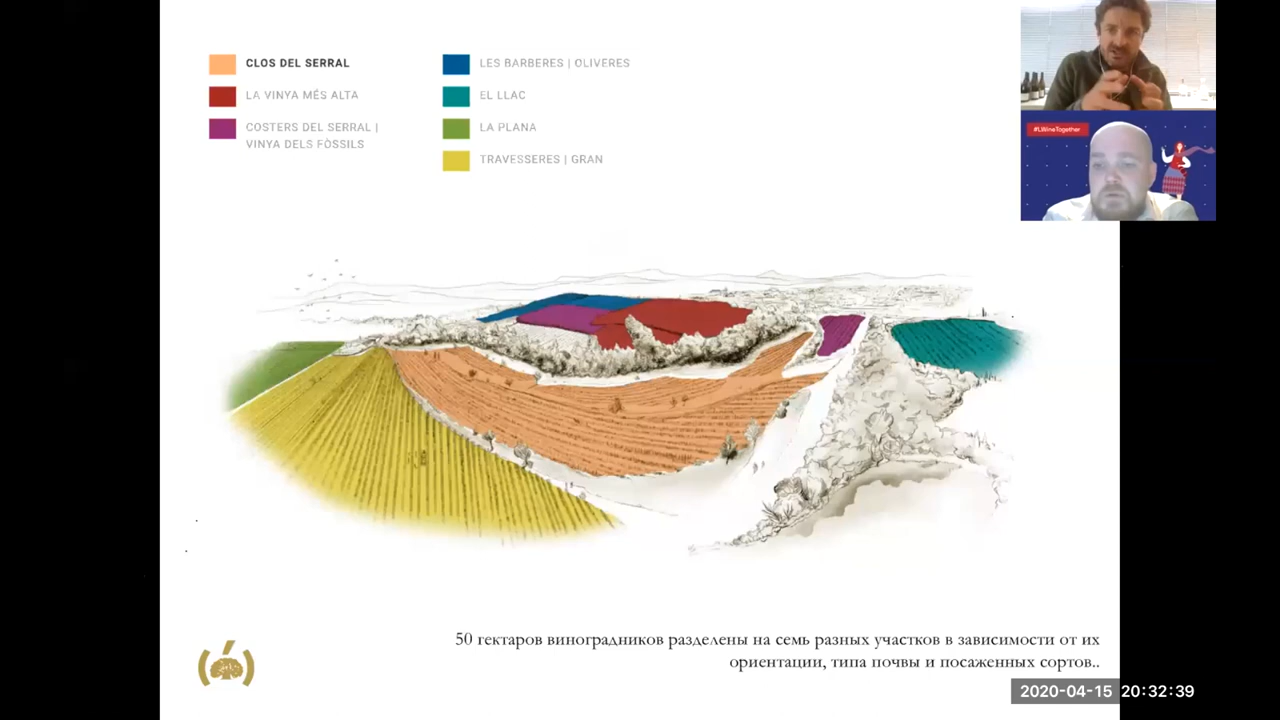 CLOS DEL SERRAL
LA VINYA MÉS ALTA
COSTERS DEL SERRAL |
VINYA DELS FÒSSILS
LES BARBERES | OLIVERES
EL LLAC
LA PLANA
TRAVESSERES | GRAN
#LWineTogether
50 гектаров виноградников разделены на семь разных участков в зависимости от их
ориентации, типа почвы и посаженных сортов..
2020-04-15 20:32:39